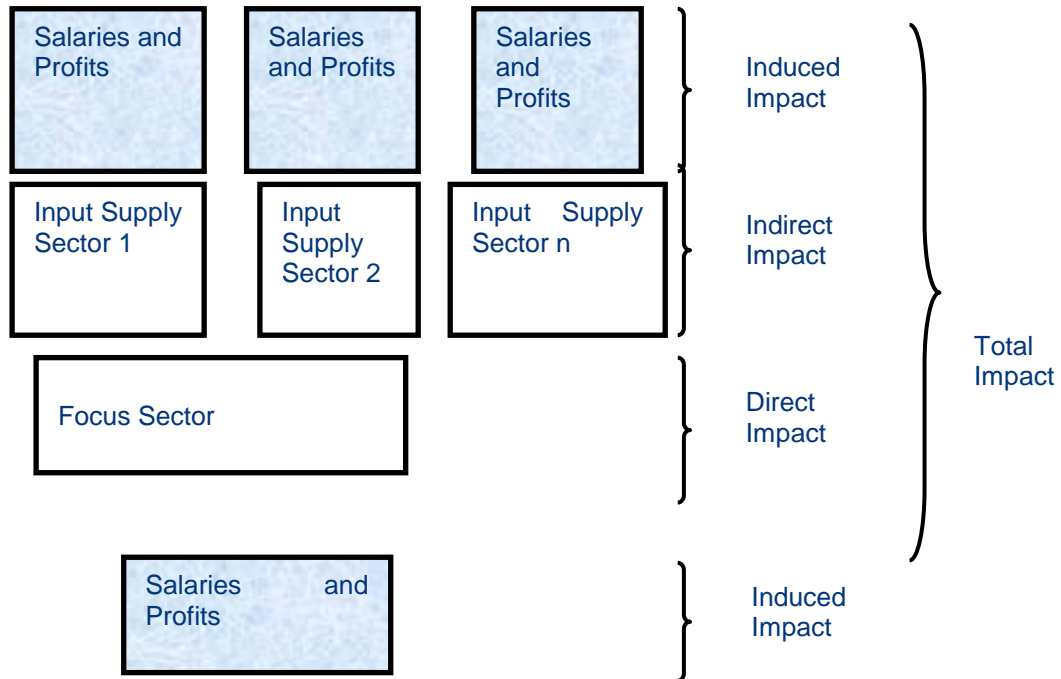 Salaries and
Profits
Salaries
and Profits
Salaries
and
Profits
Induced
Impact
Input Supply
Sector 1
Input
Supply
Sector 2
Input Supply
Sector n
Indirect
Impact
Total
Impact
Focus Sector
Direct
Impact
Salaries and
Profits
Induced
Impact